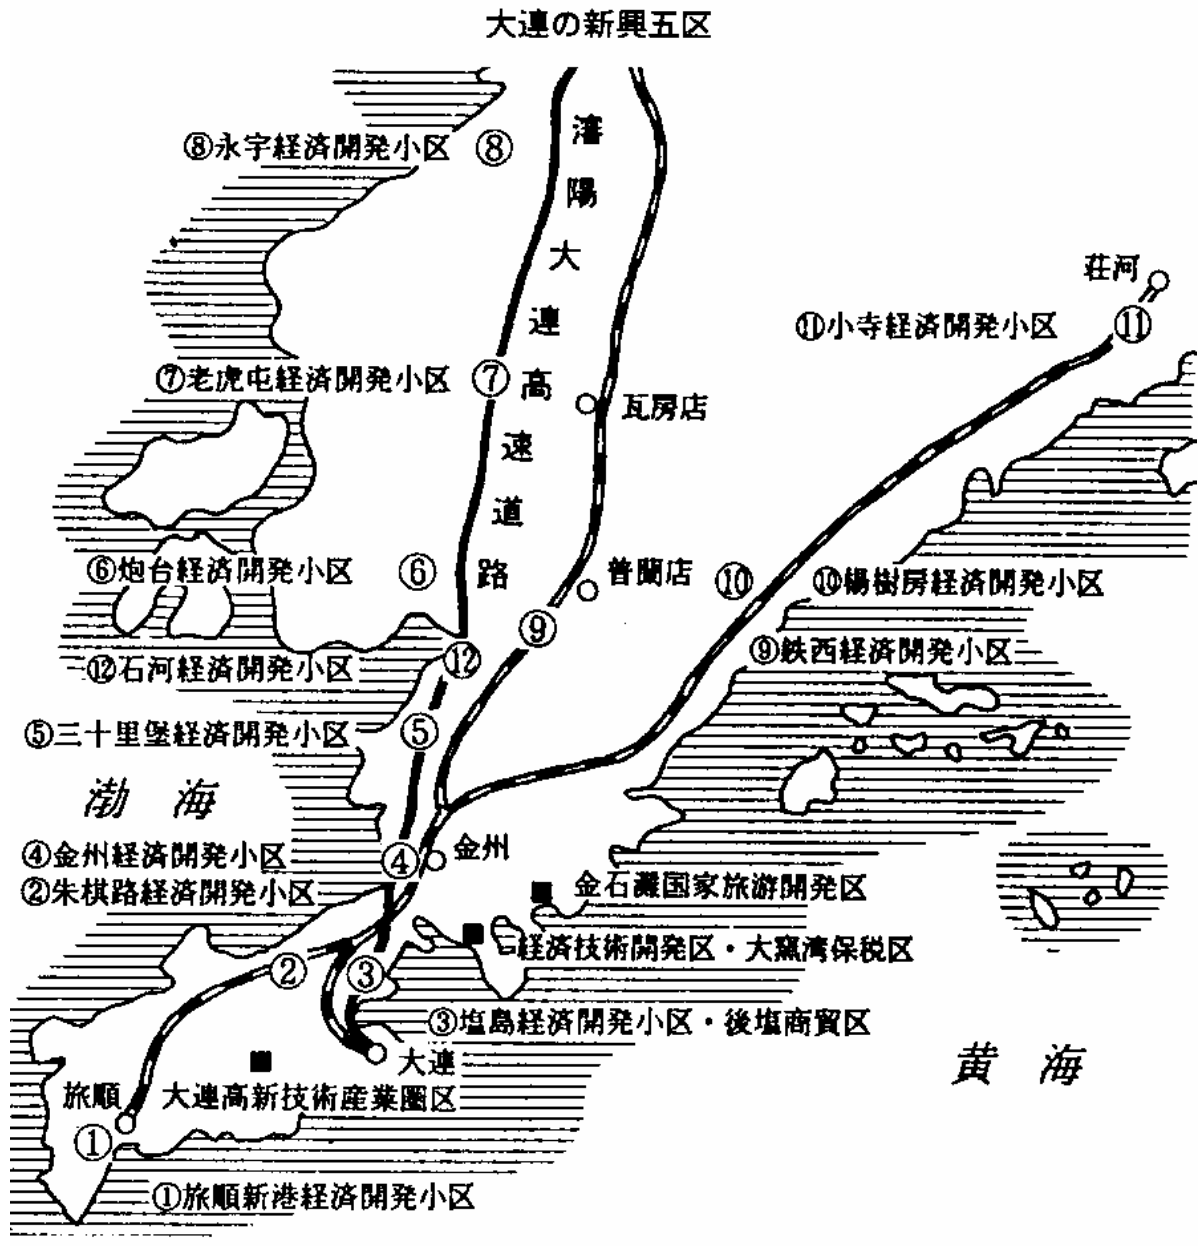 大連の新興五区
⑧永宇経済開発小区
⑧
瀋陽大連高速道路
荘河
⑪小寺経済開発小区
⑪
⑦老虎屯経済開発小区
⑦
瓦房店
⑥炮台経済開発小区
⑥
普蘭店
⑩
⑩楊樹房経済開発小区
⑨
⑨鉄西経済開発小区
⑫石河経済開発小区
⑫
⑤三十里堡経済開発小区
⑤
渤海
④金州経済開発小区
④
金州
②朱棋路経済開発小区
金石灘国家旅游開発区
経済技術開発区・大窯湾保税区
②
③
③塩島経済開発小区・後塩商貿区
大連
黄海
旅順
大連高新技術産業圏区
①
①旅順新港経済開発小区